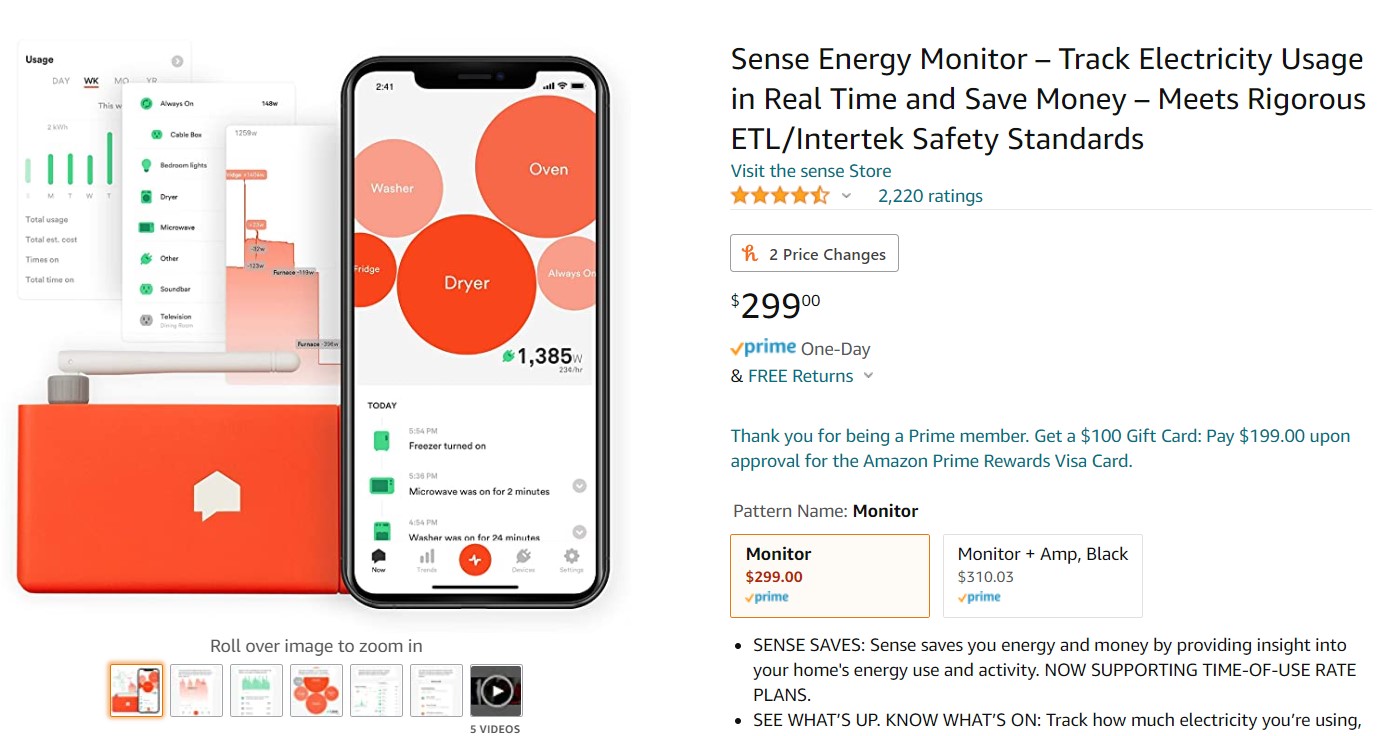 Usage
DAY WK MO YR
This w
2 kWh
S M T W T
Total usage
Total est. cost
Times on
Total time on
Always On 148w
Cable Box
Bedroom lights
Dryer
Microwave
Other
Soundbar
Television
Dining Room
1259w
Furnace -119w
2:41
Washer
Oven
Fridge
Dryer
Always On
1,385w
23¢/hr
TODAY
5:54 PM
Freezer turned on
5:36 PM
Microwave was on for 2 minutes
4:54 PM
Washer was on for 24 minutes
Now Trends Devices Settings
Roll over image to zoom in
5 VIDEOS
Sense Energy Monitor – Track Electricity Usage
in Real Time and Save Money – Meets Rigorous
ETL/Intertek Safety Standards
Visit the sense Store
2,220 ratings
2 Price Changes
$29900
prime One-Day
& FREE Returns
Thank you for being a Prime member. Get a $100 Gift Card: Pay $199.00 upon
approval for the Amazon Prime Rewards Visa Card.
Pattern Name: Monitor
Monitor
$299.00
prime
Monitor + Amp, Black
$310.03
prime
• SENSE SAVES: Sense saves you energy and money by providing insight into
your home's energy use and activity. NOW SUPPORTING TIME-OF-USE RATE
PLANS.
• SEE WHAT’S UP. KNOW WHAT’S ON: Track how much electricity you’re using,